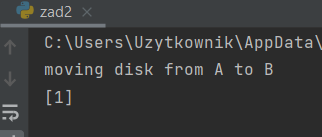 zad2
C:\Users\Uzytkownik\AppData\
moving disk from A to B
[1]